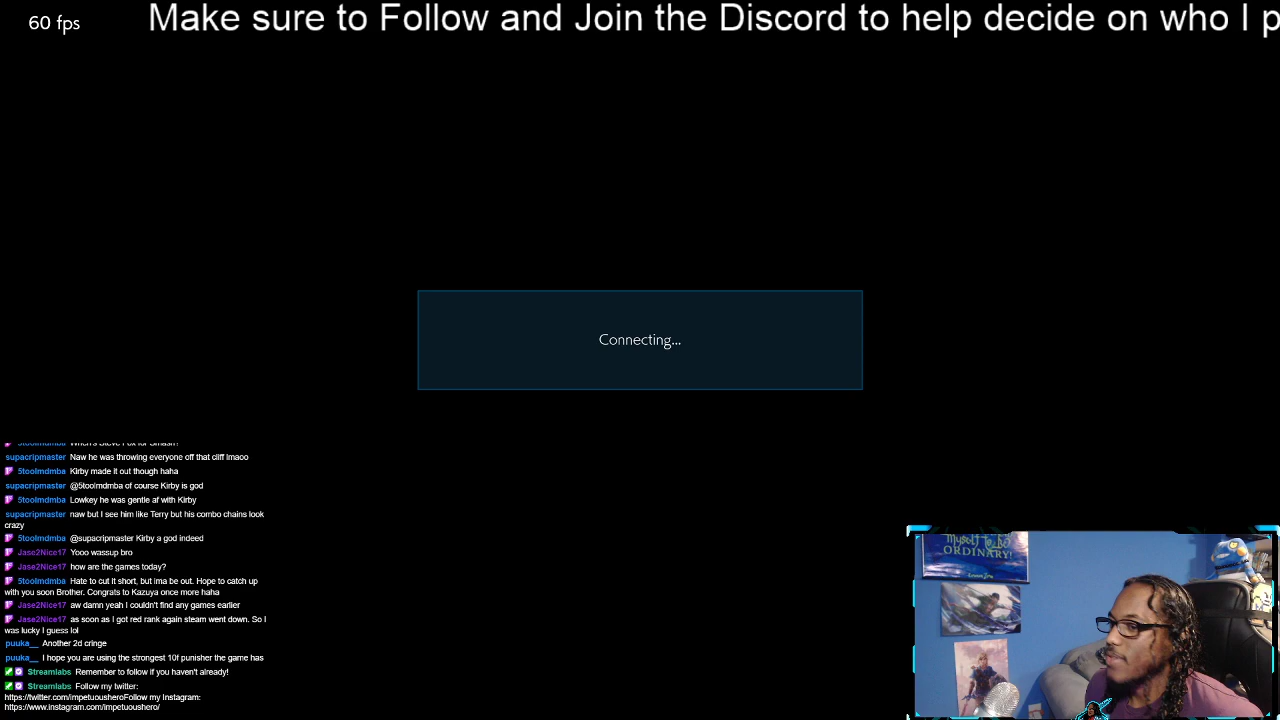 60 fps
Make sure to Follow and Join the Discord to help decide on who I p
Connecting...
supacripmaster Naw he was throwing everyone off that cliff lmaoo
5toolmdmba Kirby made it out though haha
supacripmaster @5toolmdmba of course Kirby is god
5toolmdmba Lowkey he was gentle af with Kirby
supacripmaster naw but I see him like Terry but his combo chains look
crazy
5toolmdmba @supacripmaster Kirby a god indeed
Jase2Nice17 Yooo wassup bro
Jase2Nice17 how are the games today?
5toolmdmba Hate to cut it short, but Ima be out. Hope to catch up
with you soon Brother. Congrats to Kazuya once more haha
Jase2Nice17 aw damn yeah I couldn't find any games earlier
Jase2Nice17 as soon as I got red rank again steam went down. So I
was lucky I guess lol
puuka__ Another 2d cringe
puuka__ I hope you are using the strongest 10f punisher the game has
Streamlabs Remember to follow if you haven't already!
Streamlabs Follow my twitter:
https://twitter.com/impetuousheroFollow my Instagram:
https://www.instagram.com/impetuoushero/
Myself to be
ORDINARY!